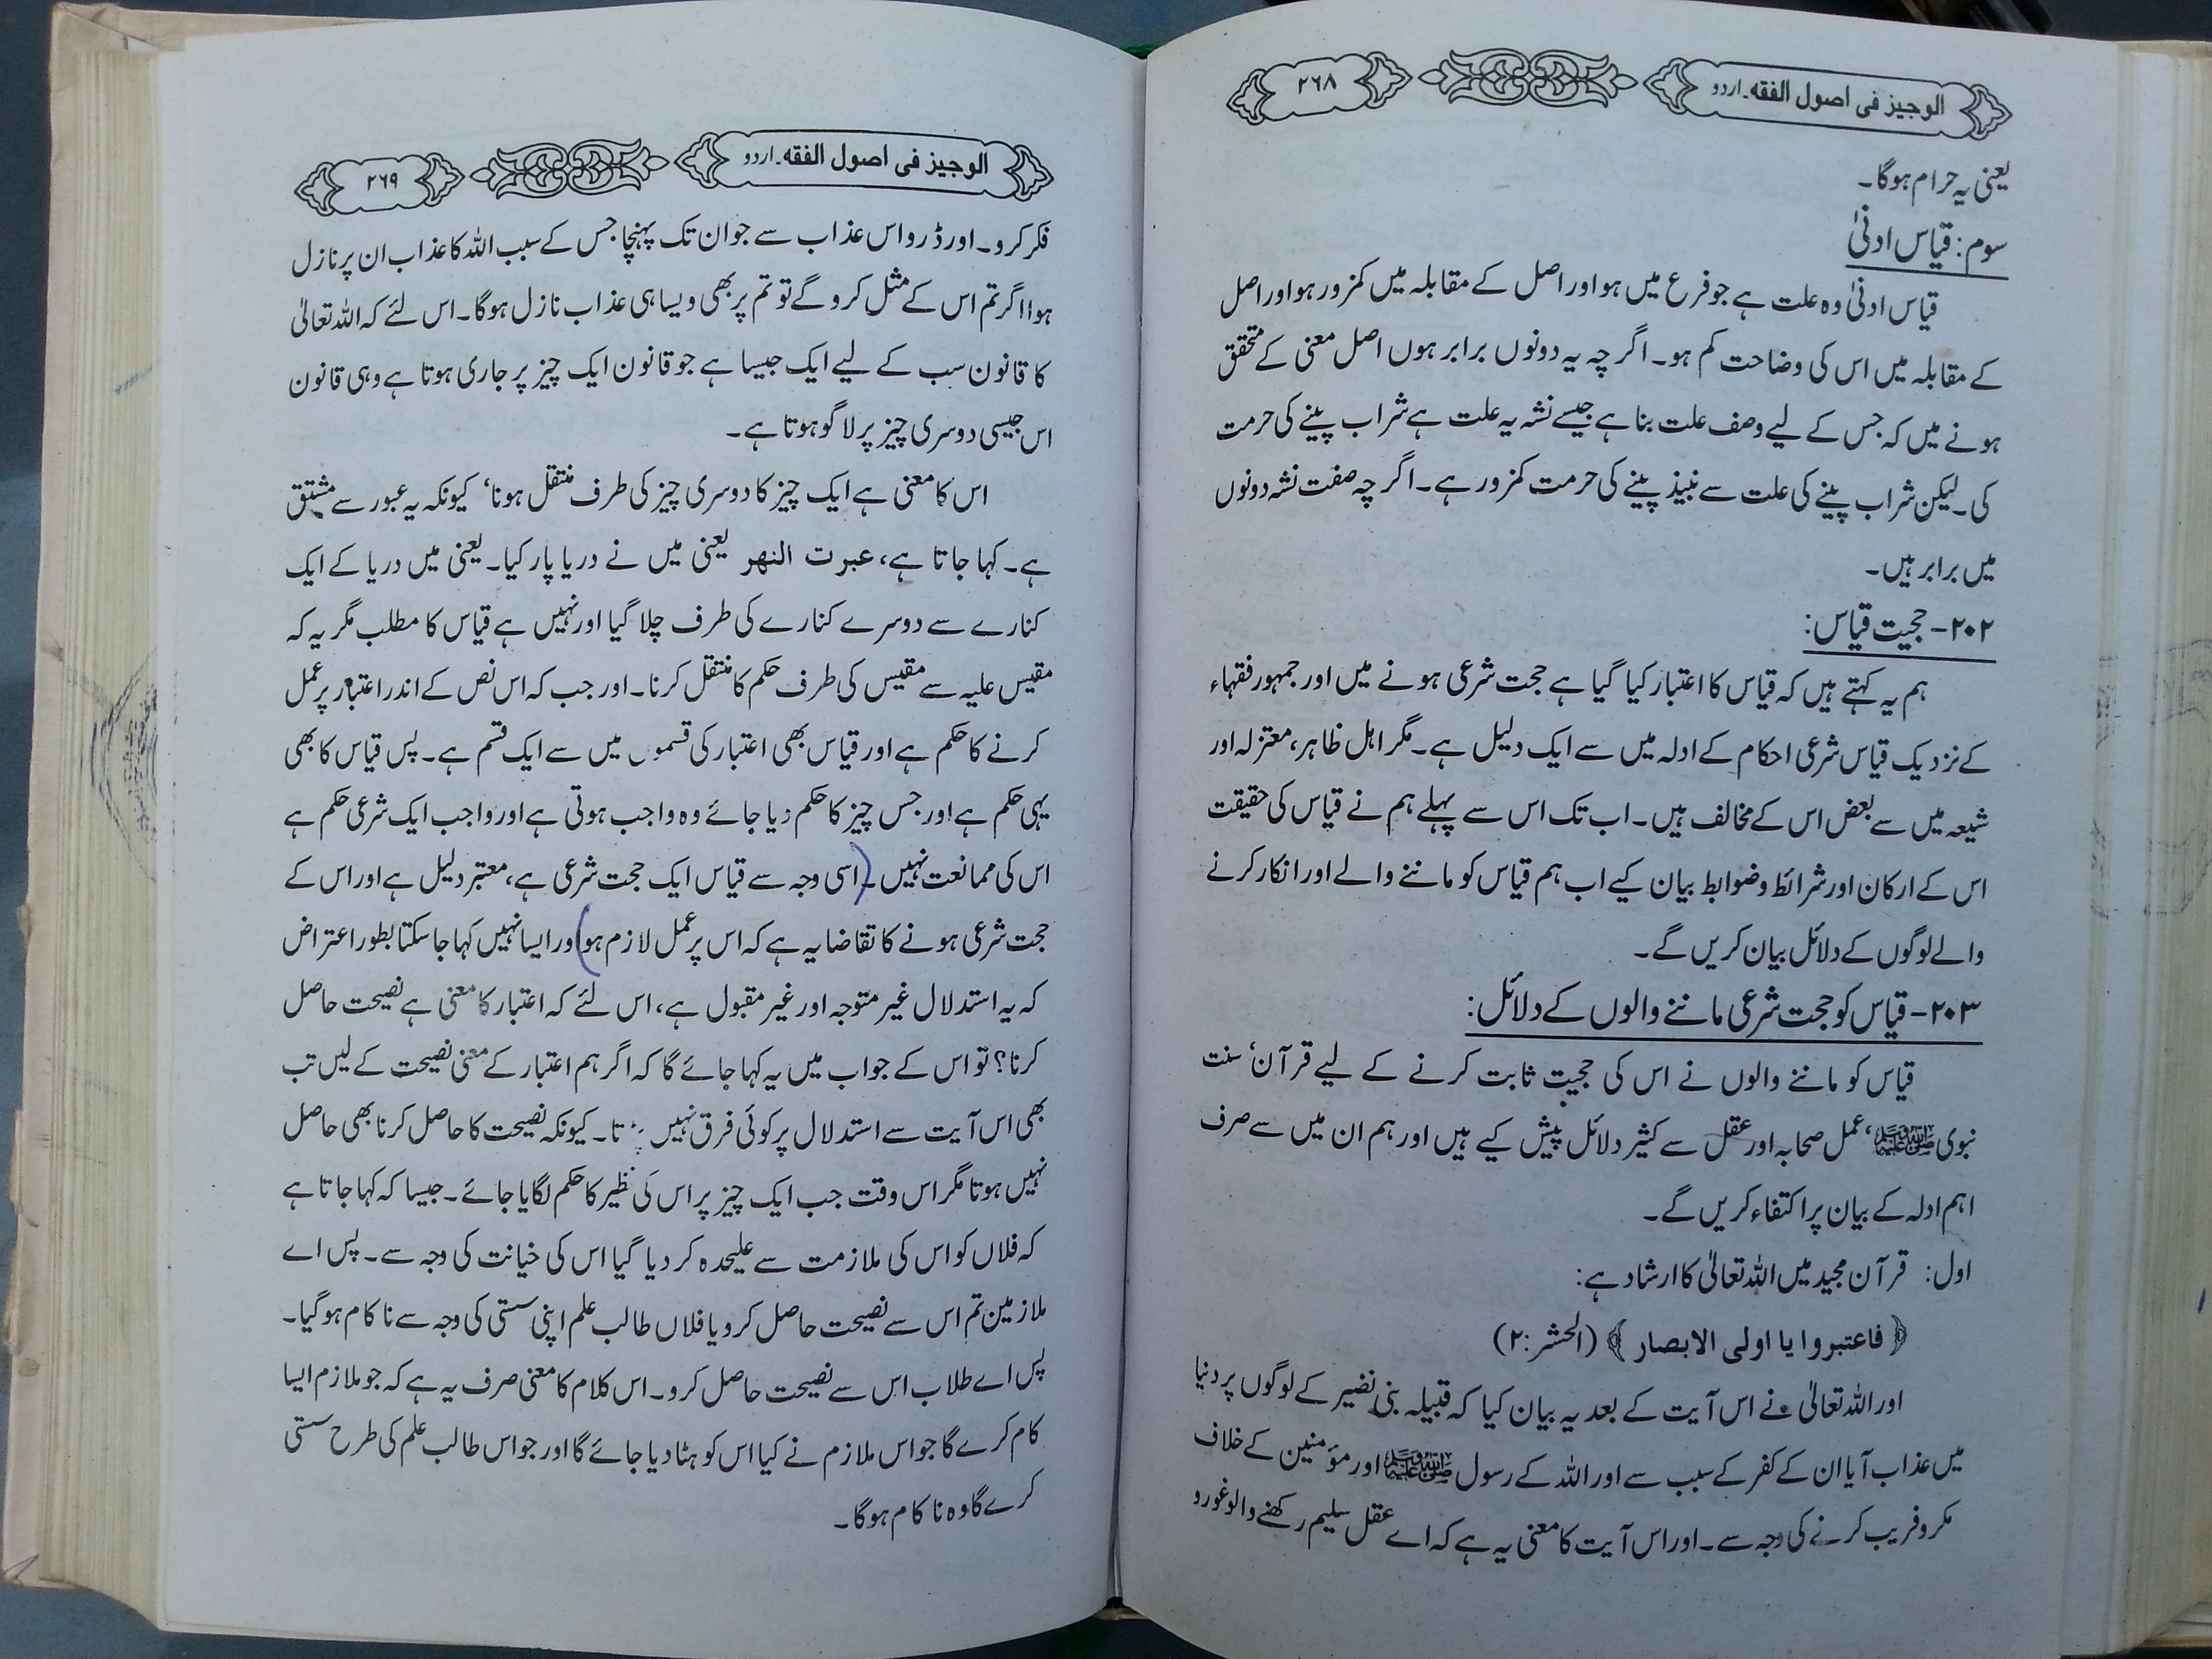 الوجیز فی اصول الفقہ۔اردو ۲۶۸
یعنی یہ حرام ہوگا۔
سوم: قیاس ادنیٰ
قیاس ادنیٰ وہ علت ہے جو فرع میں ہو اور اصل کے مقابلہ میں کمزور ہو اور اصل
کے مقابلہ میں اس کی وضاحت کم ہو۔ اگر چہ یہ دونوں برابر ہوں اصل معنی کے متحقق
ہونے میں کہ جس کے لیے وصف علت بنا ہے جیسے نشہ یہ علت ہے شراب پینے کی حرمت
کی۔ لیکن شراب پینے کی علت سے نبیذ پینے کی حرمت کمزور ہے۔ اگر چہ صفت نشہ دونوں
میں برابر ہیں۔
۲۰۲- حجیت قیاس:
ہم یہ کہتے ہیں کہ قیاس کا اعتبار کیا گیا ہے حجت شرعی ہونے میں اور جمہور فقہاء
کے نزدیک قیاس شرعی احکام کے ادلہ میں سے ایک دلیل ہے۔ مگر اہل ظاہر، معتزلہ اور
شیعہ میں سے بعض اس کے مخالف ہیں۔ اب تک اس سے پہلے ہم نے قیاس کی حقیقت
اس کے ارکان اور شرائط وضوابط بیان کیے اب ہم قیاس کو ماننے والے اور انکار کرنے
والے لوگوں کے دلائل بیان کریں گے۔
۲۰۳- قیاس کو حجت شرعی ماننے والوں کے دلائل:
قیاس کو ماننے والوں نے اس کی حجیت ثابت کرنے کے لیے قرآن‘ سنت
نبوی ﷺ‘ عمل صحابہ اور عقل سے کثیر دلائل پیش کیے ہیں اور ہم ان میں سے صرف
اہم ادلہ کے بیان پر اکتفاء کریں گے۔
اول: قرآن مجید میں اللہ تعالیٰ کا ارشاد ہے:
﴿ فاعتبروا یا اولی الابصار ﴾ (الحشر:۲)
اور اللہ تعالیٰ نے اس آیت کے بعد یہ بیان کیا کہ قبیلہ بنی نضیر کے لوگوں پر دنیا
میں عذاب آیا ان کے کفر کے سبب سے اور اللہ کے رسول ﷺ اور مؤمنین کے خلاف
مکر و فریب کرنے کی وجہ سے۔ اور اس آیت کا معنی یہ ہے کہ اے عقل سلیم رکھنے والو غور و
الوجیز فی اصول الفقہ۔اردو ۲۶۹
فکر کرو۔ اور ڈرو اس عذاب سے جو ان تک پہنچا جس کے سبب اللہ کا عذاب ان پر نازل
ہوا اگر تم اس کے مثل کرو گے تو تم پر بھی ویسا ہی عذاب نازل ہوگا۔ اس لئے کہ اللہ تعالیٰ
کا قانون سب کے لیے ایک جیسا ہے جو قانون ایک چیز پر جاری ہوتا ہے وہی قانون
اس جیسی دوسری چیز پر لاگو ہوتا ہے۔
اس کا معنی ہے ایک چیز کا دوسری چیز کی طرف منتقل ہونا‘ کیونکہ یہ عبور سے مشتق
ہے۔ کہا جاتا ہے، عبرت النھر یعنی میں نے دریا پار کیا۔ یعنی میں دریا کے ایک
کنارے سے دوسرے کنارے کی طرف چلا گیا اور نہیں ہے قیاس کا مطلب مگر یہ کہ
مقیس علیہ سے مقیس کی طرف حکم کا منتقل کرنا۔ اور جب کہ اس نص کے اندر اعتبار پر عمل
کرنے کا حکم ہے اور قیاس بھی اعتبار کی قسموں میں سے ایک قسم ہے۔ پس قیاس کا بھی
یہی حکم ہے اور جس چیز کا حکم دیا جائے وہ واجب ہوتی ہے اور واجب ایک شرعی حکم ہے
اس کی ممانعت نہیں۔ (اسی وجہ سے قیاس ایک حجت شرعی ہے، معتبر دلیل ہے اور اس کے
حجت شرعی ہونے کا تقاضا یہ ہے کہ اس پر عمل لازم ہو) اور ایسا نہیں کہا جا سکتا بطور اعتراض
کہ یہ استدلال غیر متوجہ اور غیر مقبول ہے، اس لئے کہ اعتبار کا معنی ہے نصیحت حاصل
کرنا؟ تو اس کے جواب میں یہ کہا جائے گا کہ اگر ہم اعتبار کے معنی نصیحت کے لیں تب
بھی اس آیت سے استدلال پر کوئی فرق نہیں پڑتا۔ کیونکہ نصیحت کا حاصل کرنا بھی حاصل
نہیں ہوتا مگر اس وقت جب ایک چیز پر اس کی نظیر کا حکم لگایا جائے۔ جیسا کہ کہا جاتا ہے
کہ فلاں کو اس کی ملازمت سے علیحدہ کر دیا گیا اس کی خیانت کی وجہ سے۔ پس اے
ملازمین تم اس سے نصیحت حاصل کرو یا فلاں طالب علم اپنی سستی کی وجہ سے ناکام ہو گیا۔
پس اے طلاب اس سے نصیحت حاصل کرو۔ اس کلام کا معنی صرف یہ ہے کہ جو ملازم ایسا
کام کرے گا جو اس ملازم نے کیا اس کو ہٹا دیا جائے گا اور جو اس طالب علم کی طرح سستی
کرے گا وہ ناکام ہوگا۔